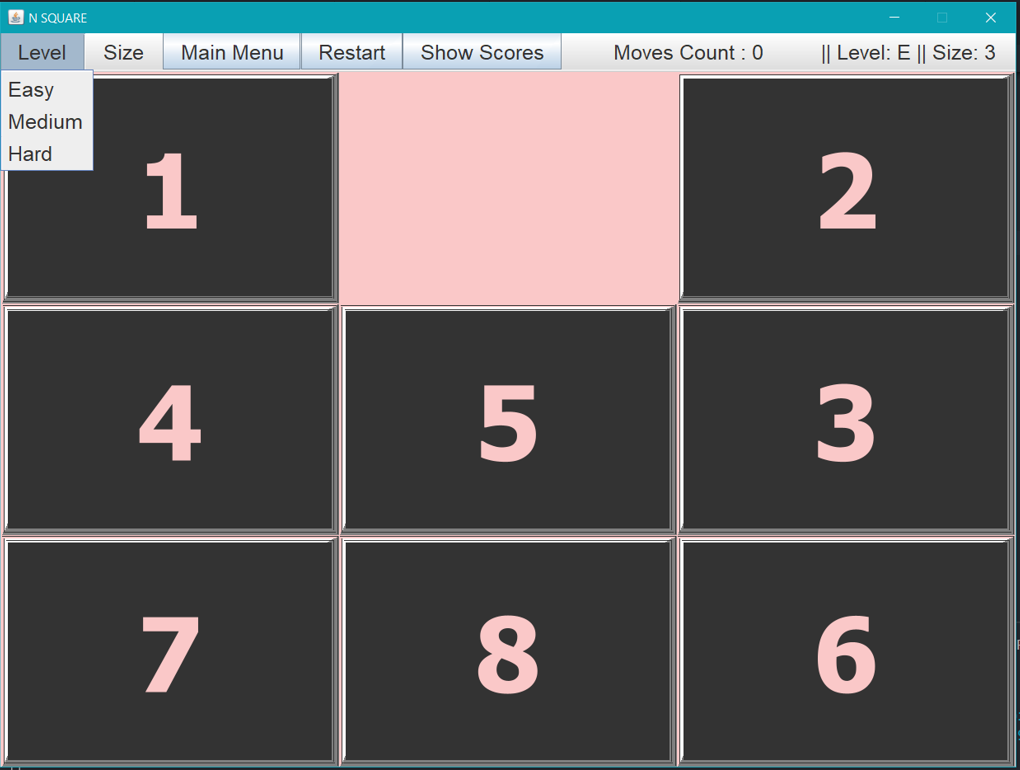 N SQUARE
Level Size Main Menu Restart Show Scores Moves Count : 0 || Level: E || Size: 3
Easy
Medium
Hard
1 2
4 5 3
7 8 6